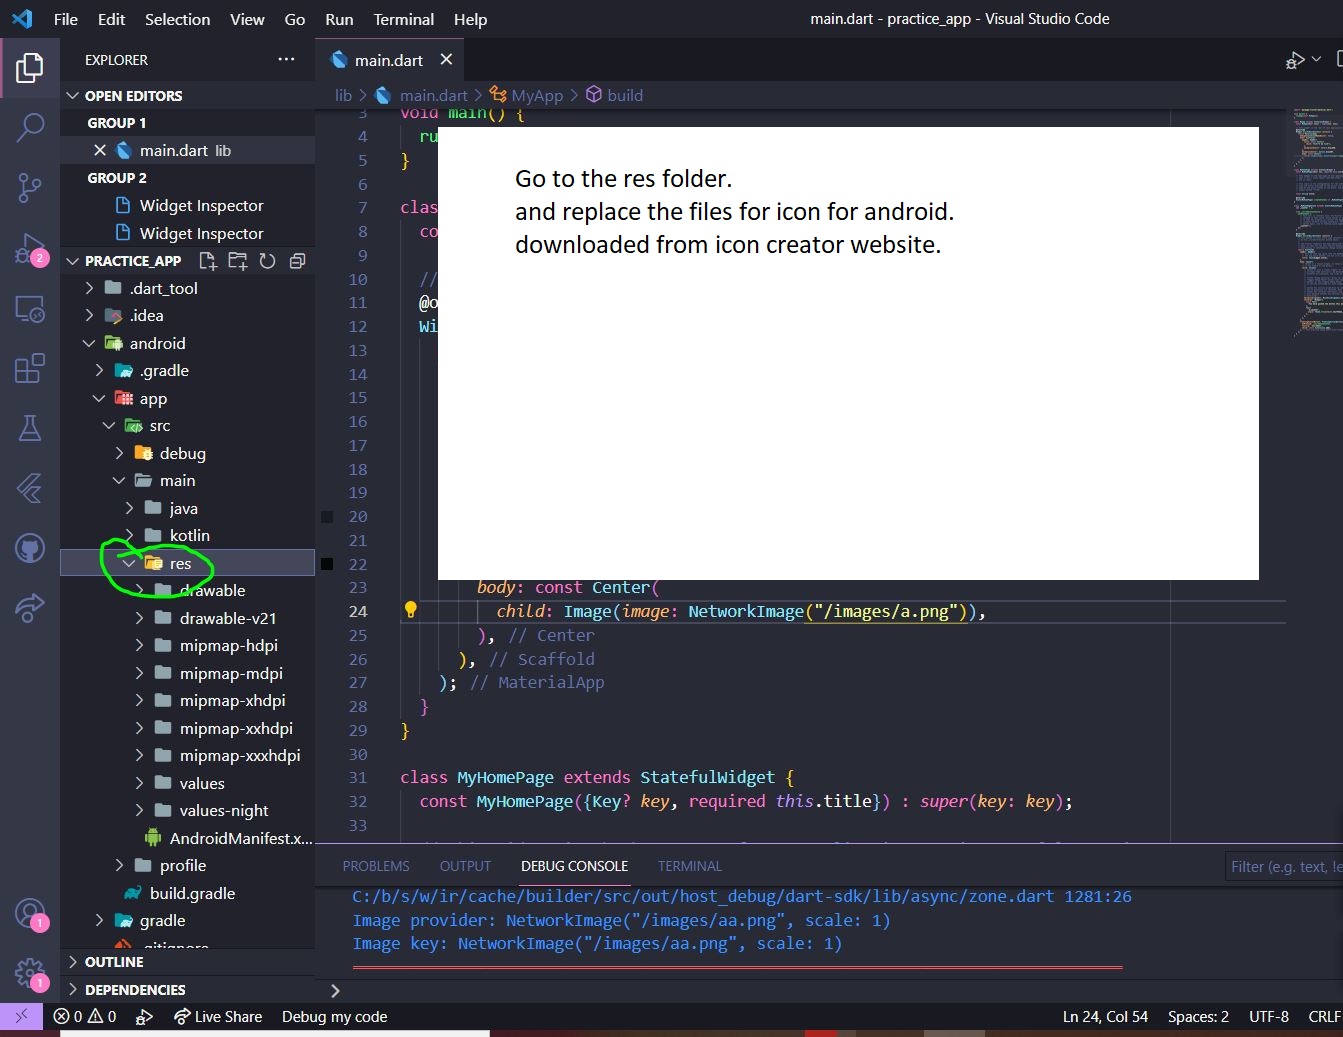 File Edit Selection View Go Run Terminal Help
main.dart - practice_app - Visual Studio Code
EXPLORER
OPEN EDITORS
GROUP 1
main.dart lib
GROUP 2
Widget Inspector
Widget Inspector
PRACTICE_APP
.dart_tool
.idea
android
.gradle
app
src
debug
main
java
kotlin
res
drawable
drawable-v21
mipmap-hdpi
mipmap-mdpi
mipmap-xhdpi
mipmap-xxhdpi
mipmap-xxxhdpi
values
values-night
AndroidManifest.x...
profile
build.gradle
gradle
.gitignore
OUTLINE
DEPENDENCIES
2
1
1
main.dart
lib > main.dart > MyApp > build
3 void main() {
4 ru
5 }
6
7 clas
8 co
9
10 //
11 @o
12 Wi
13
14
15
16
17
18
19
20
21
22
Go to the res folder.
and replace the files for icon for android.
downloaded from icon creator website.
23 body: const Center(
24 child: Image(image: NetworkImage("/images/a.png")),
25 ), // Center
26 ), // Scaffold
27 ); // MaterialApp
28 }
29 }
30
31 class MyHomePage extends StatefulWidget {
32 const MyHomePage({Key? key, required this.title}) : super(key: key);
33
PROBLEMS OUTPUT DEBUG CONSOLE TERMINAL
Filter (e.g. text, !e
C:/b/s/w/ir/cache/builder/src/out/host_debug/dart-sdk/lib/async/zone.dart 1281:26
Image provider: NetworkImage("/images/aa.png", scale: 1)
Image key: NetworkImage("/images/aa.png", scale: 1)
>
0 0 Live Share Debug my code
Ln 24, Col 54 Spaces: 2 UTF-8 CRLF